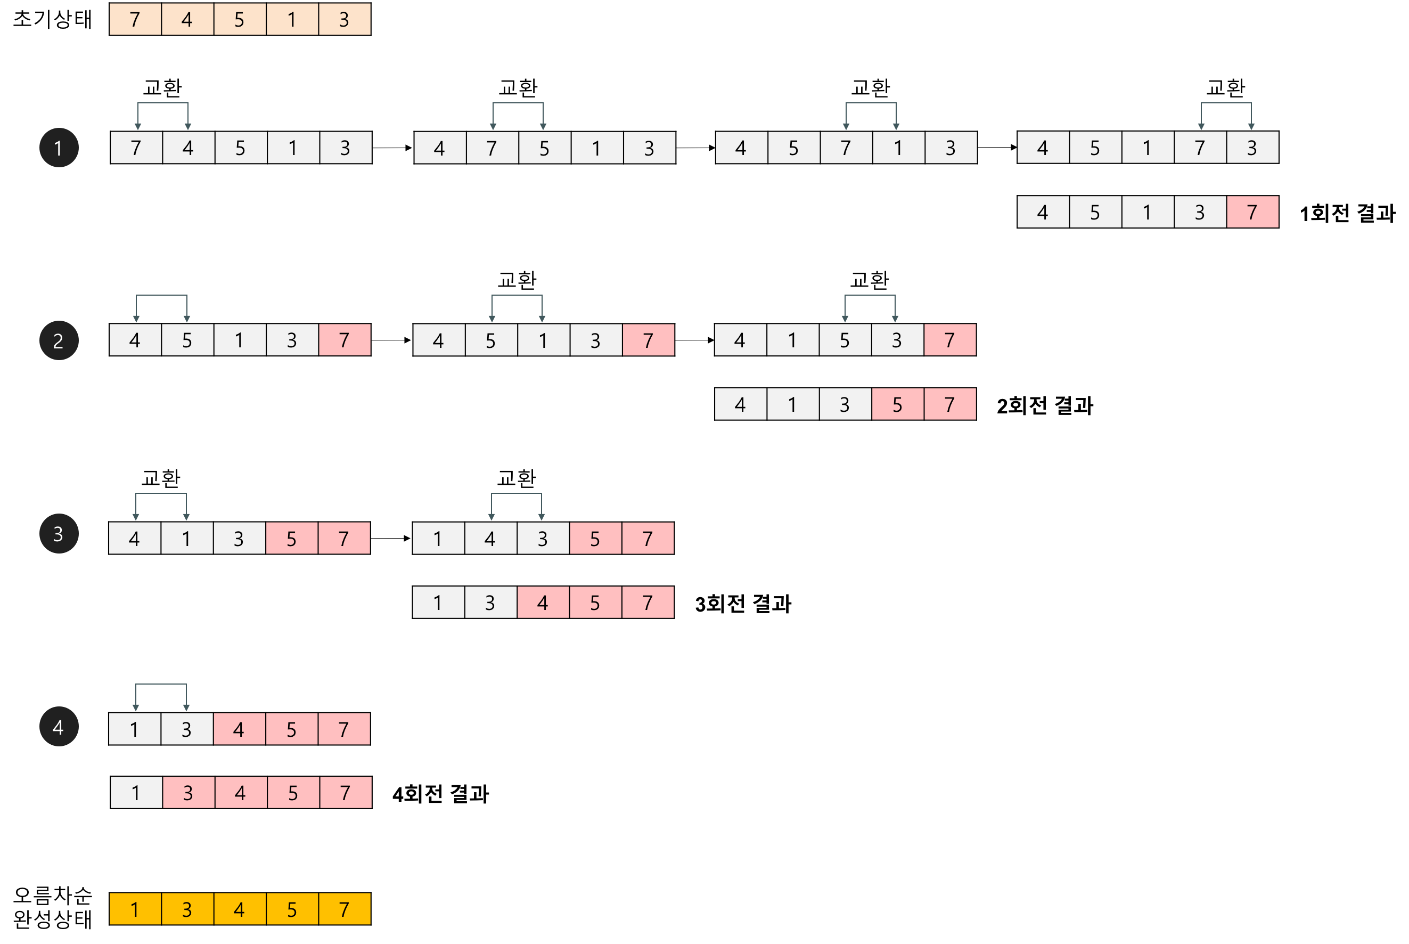 초기상태 7 4 5 1 3
교환 교환 교환 교환
1 7 4 5 1 3 4 7 5 1 3 4 5 7 1 3 4 5 1 7 3
4 5 1 3 7 1회전 결과
교환 교환
2 4 5 1 3 7 4 5 1 3 7 4 1 5 3 7
4 1 3 5 7 2회전 결과
교환 교환
3 4 1 3 5 7 1 4 3 5 7
1 3 4 5 7 3회전 결과
4 1 3 4 5 7
1 3 4 5 7 4회전 결과
오름차순
완성상태 1 3 4 5 7